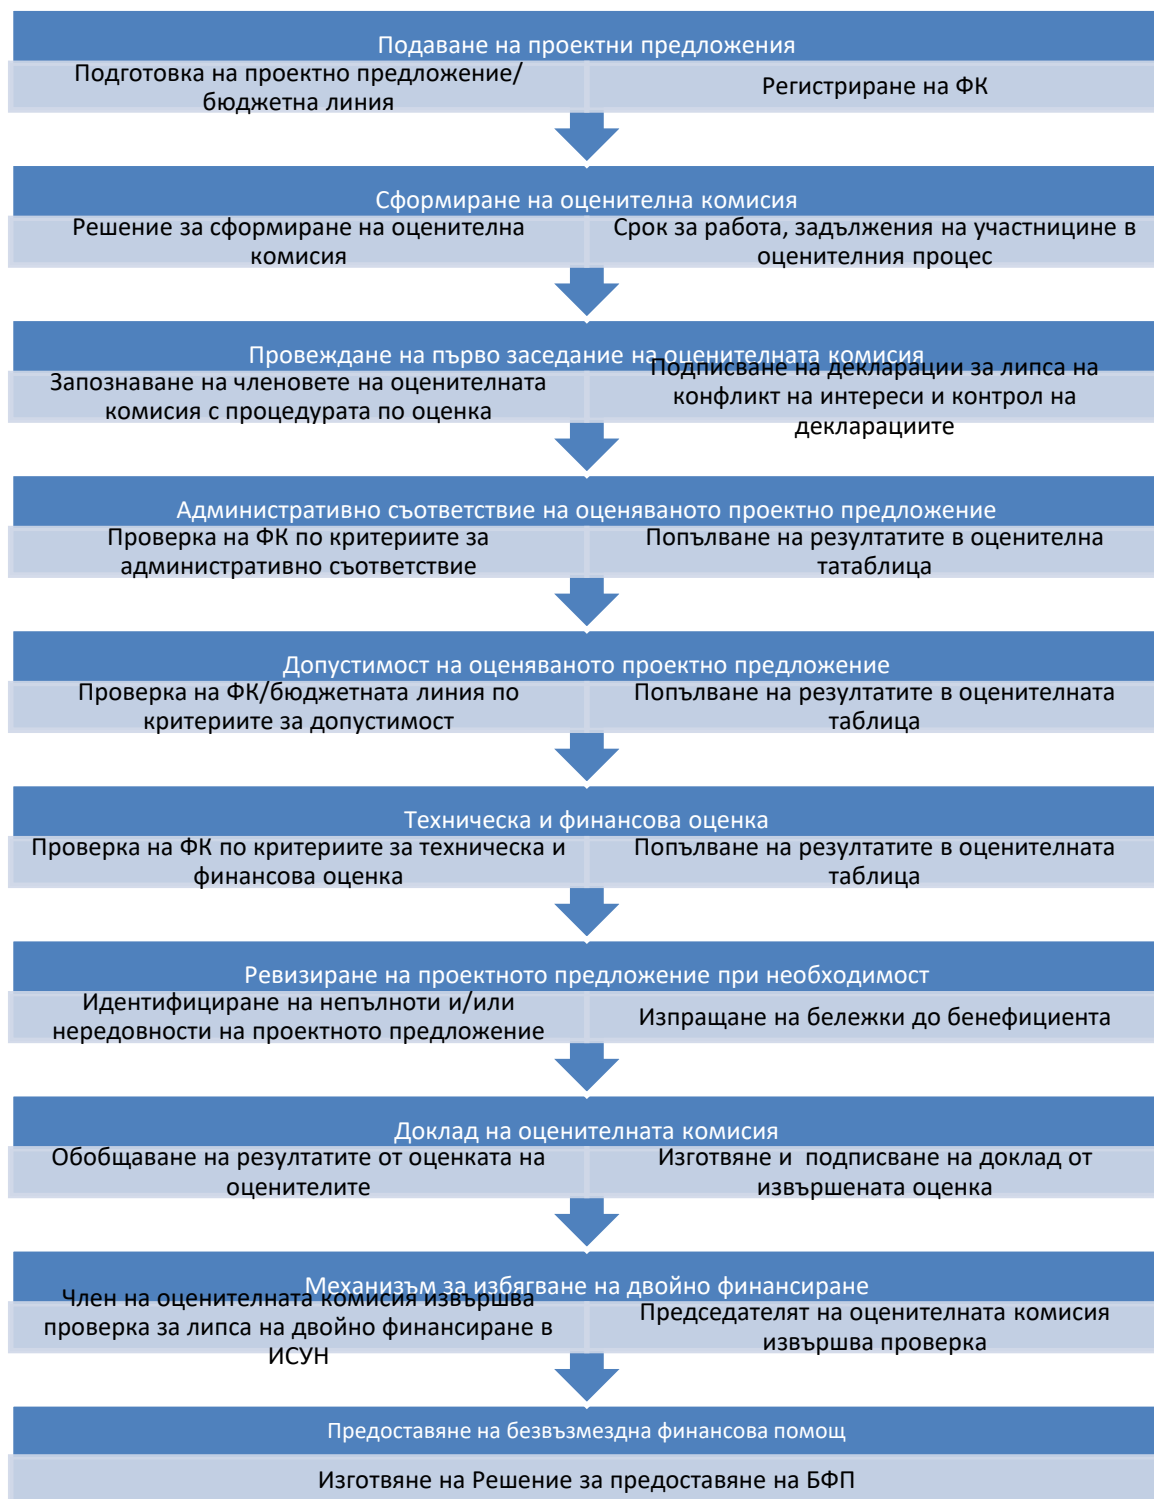 Подаване на проектни предложения
Подготовка на проектно предложение/
бюджетна линия
Регистриране на ФК
Сформиране на оценителна комисия
Решение за сформиране на оценителна
комисия
Срок за работа, задължения на участницине в
оценителния процес
Провеждане на първо заседание на оценителната комисия
Запознаване на членовете на оценителната
комисия с процедурата по оценка
Подписване на декларации за липса на
конфликт на интереси и контрол на
декларациите
Административно съответствие на оценяваното проектно предложение
Проверка на ФК по критериите за
административно съответствие
Попълване на резултатите в оценителна
татаблица
Допустимост на оценяваното проектно предложение
Проверка на ФК/бюджетната линия по
критериите за допустимост
Попълване на резултатите в оценителната
таблица
Техническа и финансова оценка
Проверка на ФК по критериите за техническа и
финансова оценка
Попълване на резултатите в оценителната
таблица
Ревизиране на проектното предложение при необходимост
Идентифициране на непълноти и/или
нередовности на проектното предложение
Изпращане на бележки до бенефициента
Доклад на оценителната комисия
Обобщаване на резултатите от оценката на
оценителите
Изготвяне и  подписване на доклад от
извършената оценка
Механизъм за избягване на двойно финансиране
Член на оценителната комисия извършва
проверка за липса на двойно финансиране в
ИСУН
Председателят на оценителната комисия
извършва проверка
Предоставяне на безвъзмездна финансова помощ
Изготвяне на Решение за предоставяне на БФП